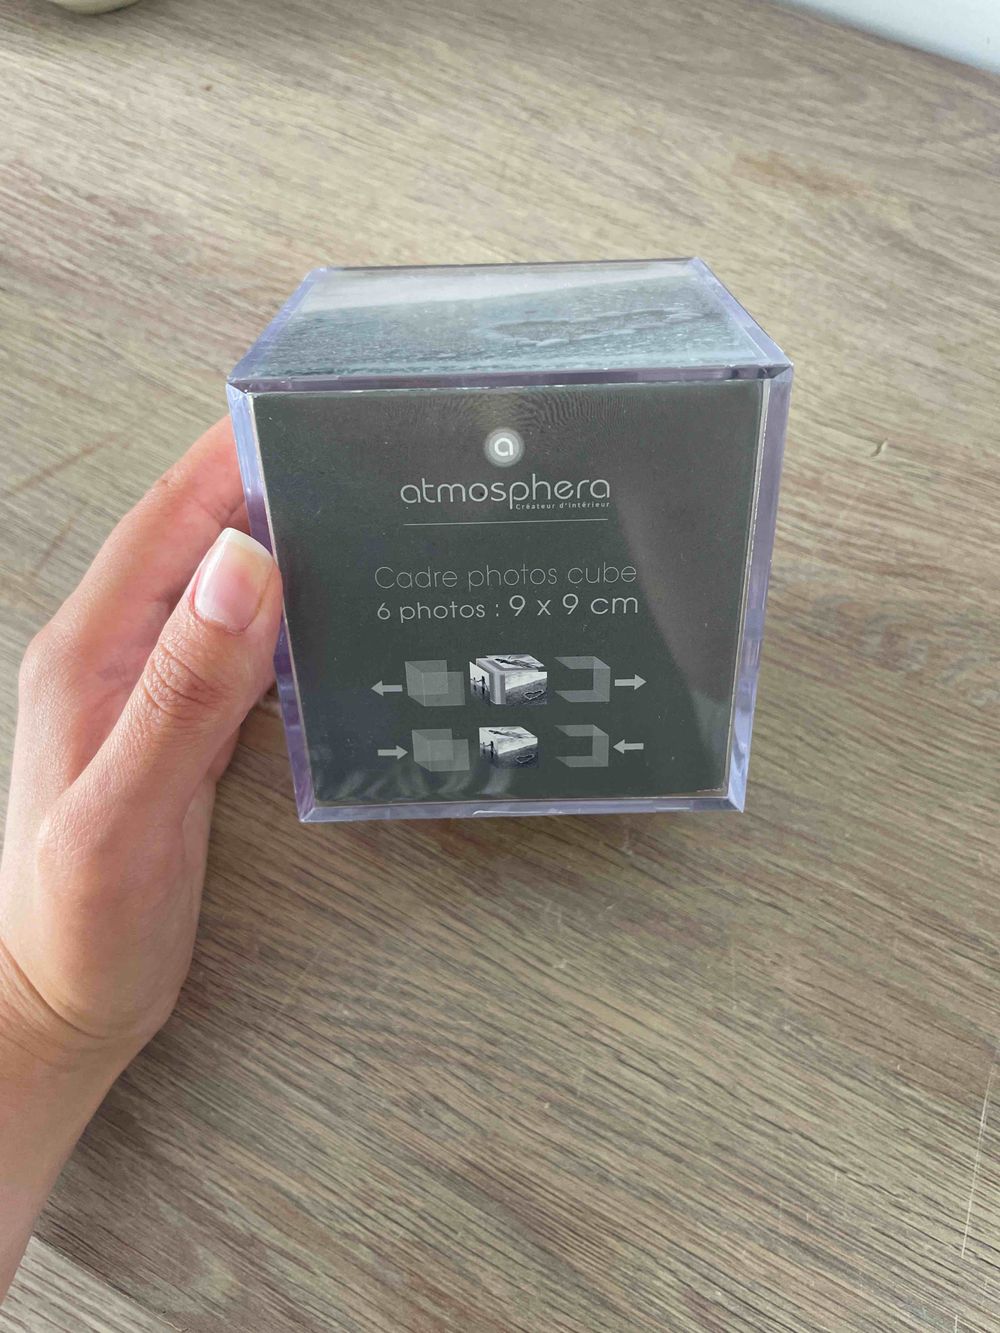 a
atmosphera
Créateur d'intérieur
Cadre photos cube
6 photos : 9 x 9 cm